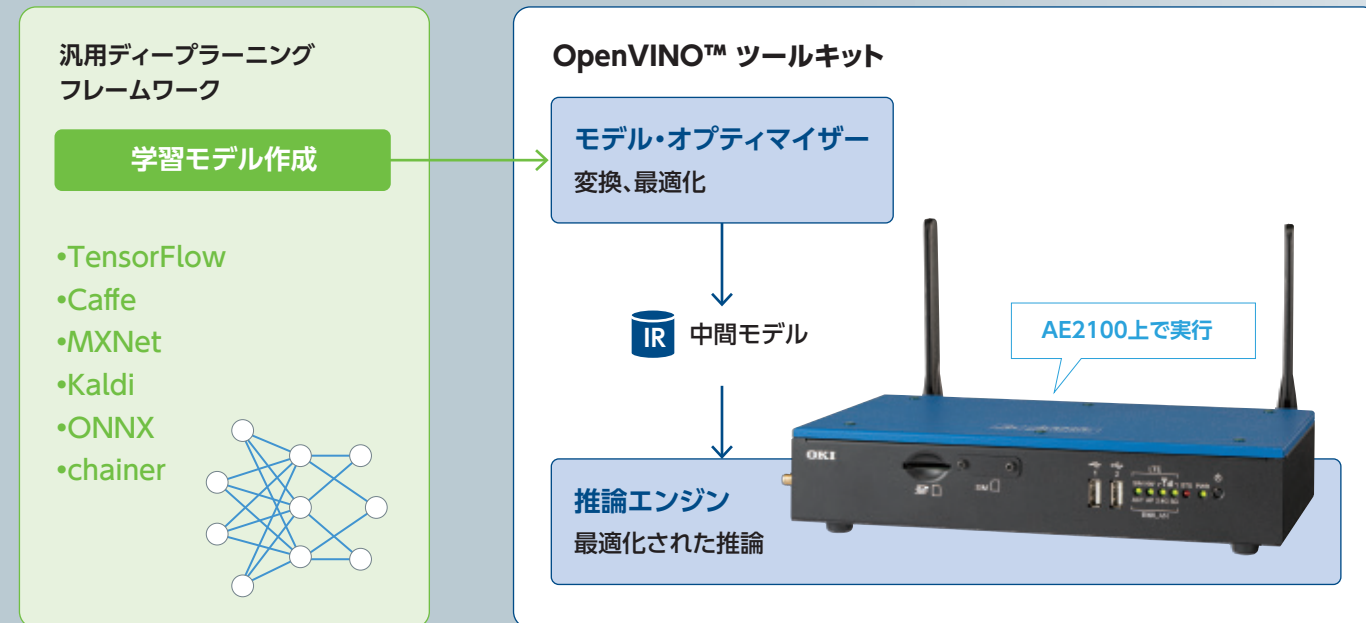 汎用ディープラーニング
フレームワーク
学習モデル作成
•TensorFlow
•Caffe
•MXNet
•Kaldi
•ONNX
•chainer
OpenVINO™ ツールキット
モデル・オプティマイザー
変換、最適化
IR 中間モデル
AE2100上で実行
推論エンジン
最適化された推論
OKI
1 2
LTE
SIM